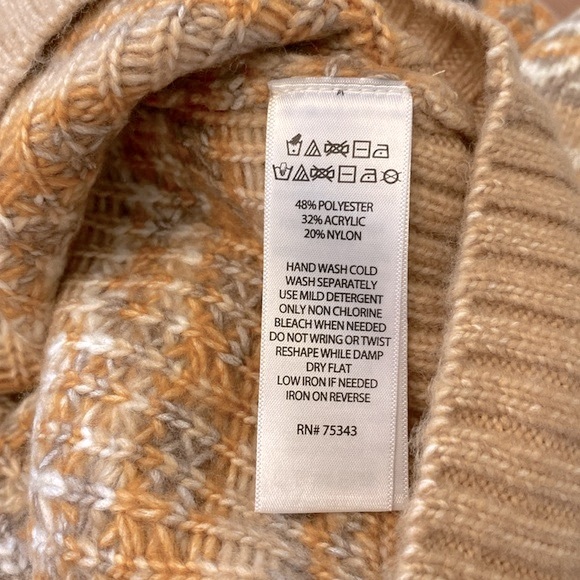 48% POLYESTER
32% ACRYLIC
20% NYLON
HAND WASH COLD
WASH SEPARATELY
USE MILD DETERGENT
ONLY NON CHLORINE
BLEACH WHEN NEEDED
DO NOT WRING OR TWIST
RESHAPE WHILE DAMP
DRY FLAT
LOW IRON IF NEEDED
IRON ON REVERSE
RN# 75343